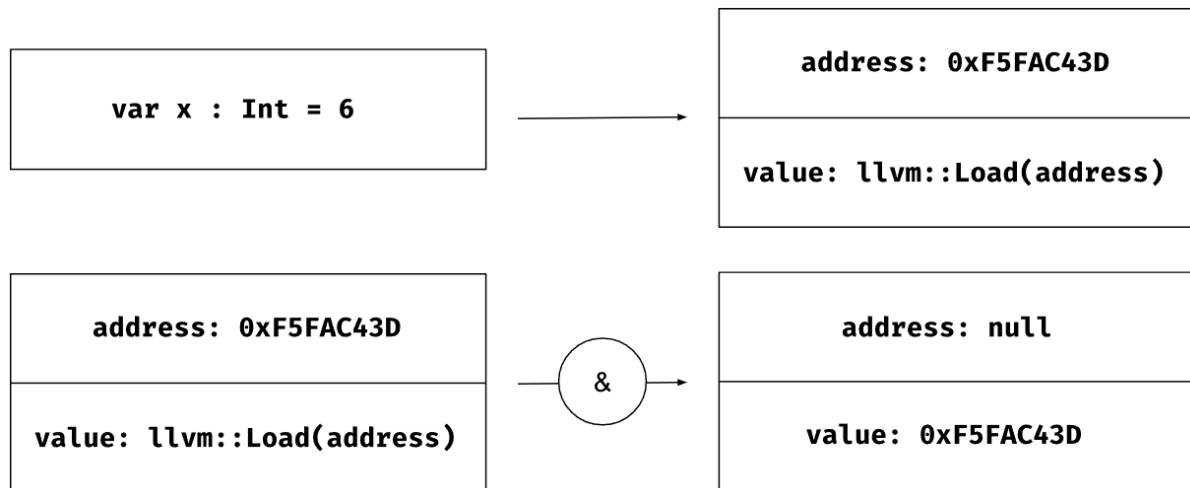 var x : Int = 6
address: 0xF5FAC43D
value: llvm::Load(address)
address: 0xF5FAC43D
value: llvm::Load(address)
&
address: null
value: 0xF5FAC43D